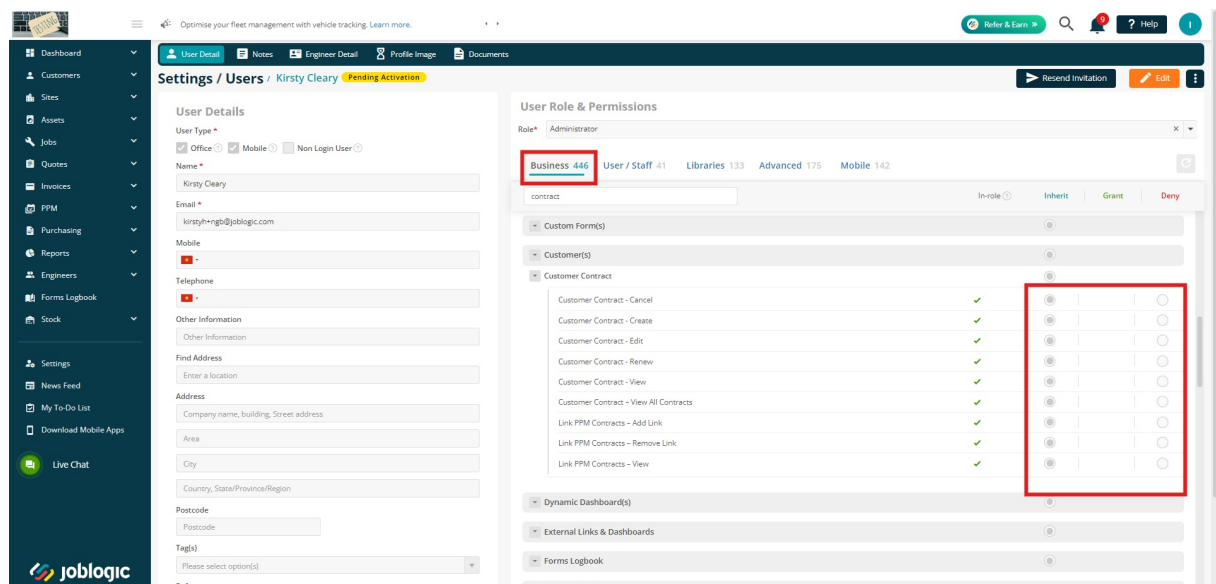 Optimise your fleet management with vehicle tracking. Learn more.
Refer & Earn »
9
? Help
I
Dashboard
Customers
Sites
Assets
Jobs
Quotes
Invoices
PPM
Purchasing
Reports
Engineers
Forms Logbook
Stock
Settings
News Feed
My To-Do List
Download Mobile Apps
Live Chat
joblogic
User Detail
Notes
Engineer Detail
Profile Image
Documents
Settings / Users / Kirsty Cleary Pending Activation
Resend Invitation
Edit
User Details
User Type *
Office
Mobile
Non Login User
Name *
Kirsty Cleary
Email *
kirstyh+ngb@joblogic.com
Mobile
Telephone
Other Information
Other Information
Find Address
Enter a location
Address
Company name, building, Street address
Area
City
Country, State/Province/Region
Postcode
Postcode
Tag(s)
Please select option(s)
User Role & Permissions
Role* Administrator
Business 446
User / Staff 41
Libraries 133
Advanced 175
Mobile 142
contract
In-role
Inherit
Grant
Deny
Custom Form(s)
Customer(s)
Customer Contract
Customer Contract - Cancel
Customer Contract - Create
Customer Contract - Edit
Customer Contract - Renew
Customer Contract - View
Customer Contract – View All Contracts
Link PPM Contracts – Add Link
Link PPM Contracts – Remove Link
Link PPM Contracts – View
Dynamic Dashboard(s)
External Links & Dashboards
Forms Logbook